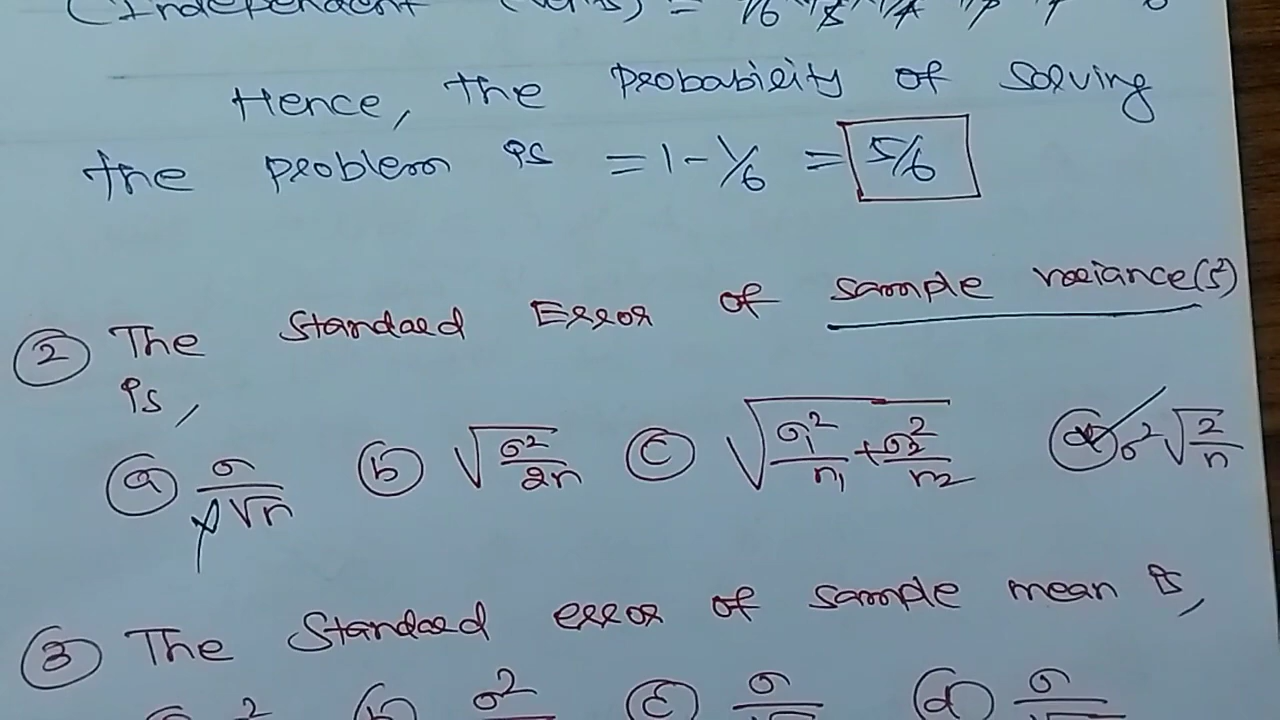 (Independent
Hence, the probability of solving
the problem is = 1 - 1/6 = 5/6
② The Standard Error of sample variance (s²)
is,
ⓐ σ/√n ⓑ √(σ²/2n) ⓒ √(σ₁²/n₁ + σ₂²/n₂) ⓓ σ²√(2/n)
③ The Standard error of sample mean is,
ⓑ σ² ⓒ σ ⓓ σ